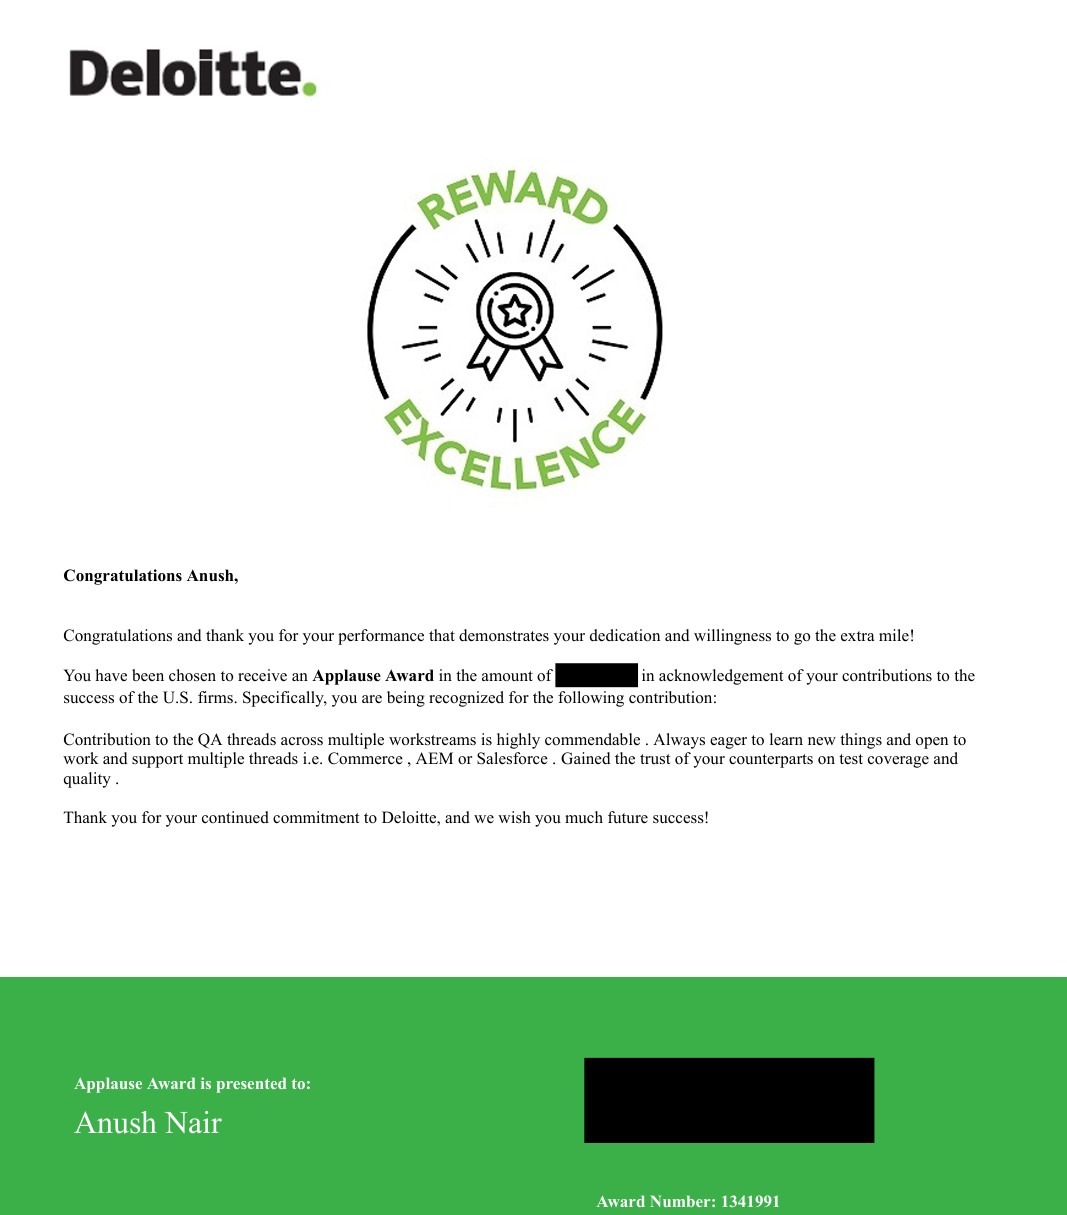 Deloitte.
REWARD
EXCELLENCE
Congratulations Anush,
Congratulations and thank you for your performance that demonstrates your dedication and willingness to go the extra mile!
You have been chosen to receive an Applause Award in the amount of in acknowledgement of your contributions to the
success of the U.S. firms. Specifically, you are being recognized for the following contribution:
Contribution to the QA threads across multiple workstreams is highly commendable . Always eager to learn new things and open to
work and support multiple threads i.e. Commerce , AEM or Salesforce . Gained the trust of your counterparts on test coverage and
quality .
Thank you for your continued commitment to Deloitte, and we wish you much future success!
Applause Award is presented to:
Anush Nair
Award Number: 1341991